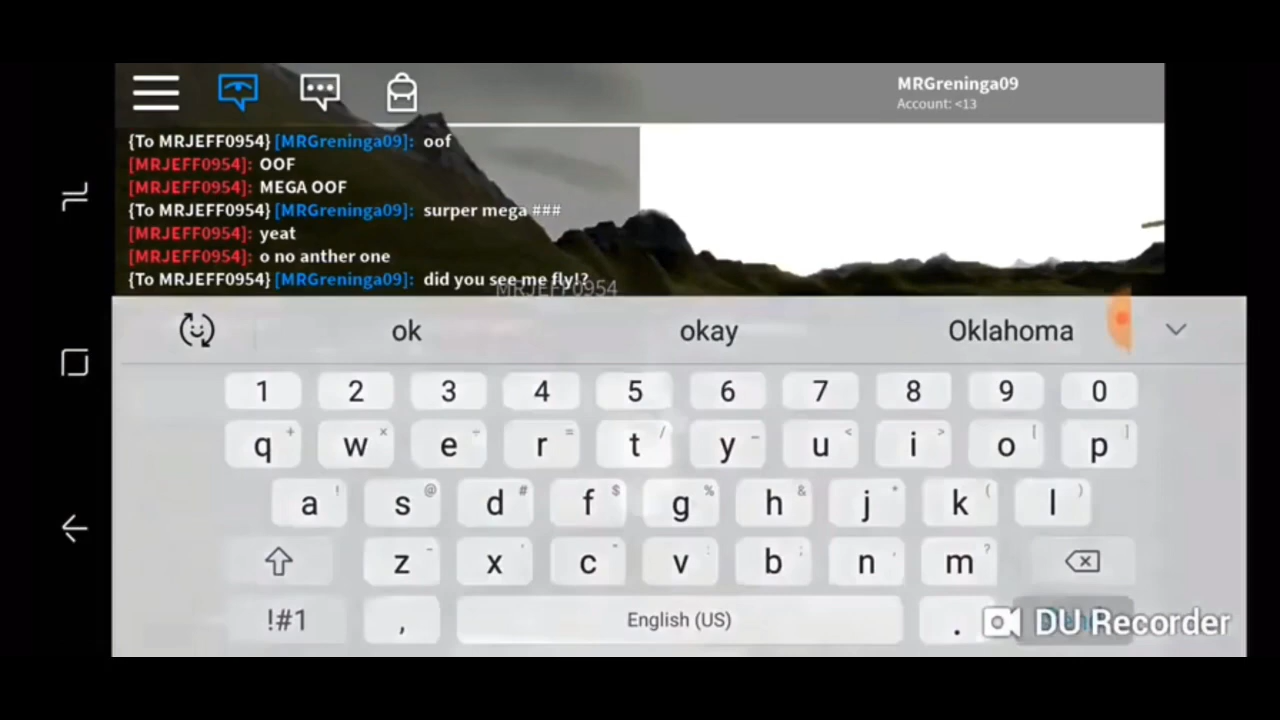 MRGreninga09
Account: <13
{To MRJEFF0954} [MRGreninga09]: oof
[MRJEFF0954]: OOF
[MRJEFF0954]: MEGA OOF
{To MRJEFF0954} [MRGreninga09]: surper mega ###
[MRJEFF0954]: yeat
[MRJEFF0954]: o no anther one
{To MRJEFF0954} [MRGreninga09]: did you see me fly!?
MRJEFF0954
ok okay Oklahoma
1 2 3 4 5 6 7 8 9 0
q w e r t y u i o p
a s d f g h j k l
z x c v b n m
!#1 , English (US) .
DU Recorder